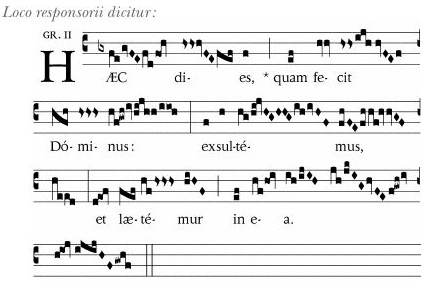 Loco responsorii dicitur:
GR. II
HÆC di- es, * quam fe- cit
Dó- mi- nus: exsul- té- mus,
et læ- té- mur in e- a.